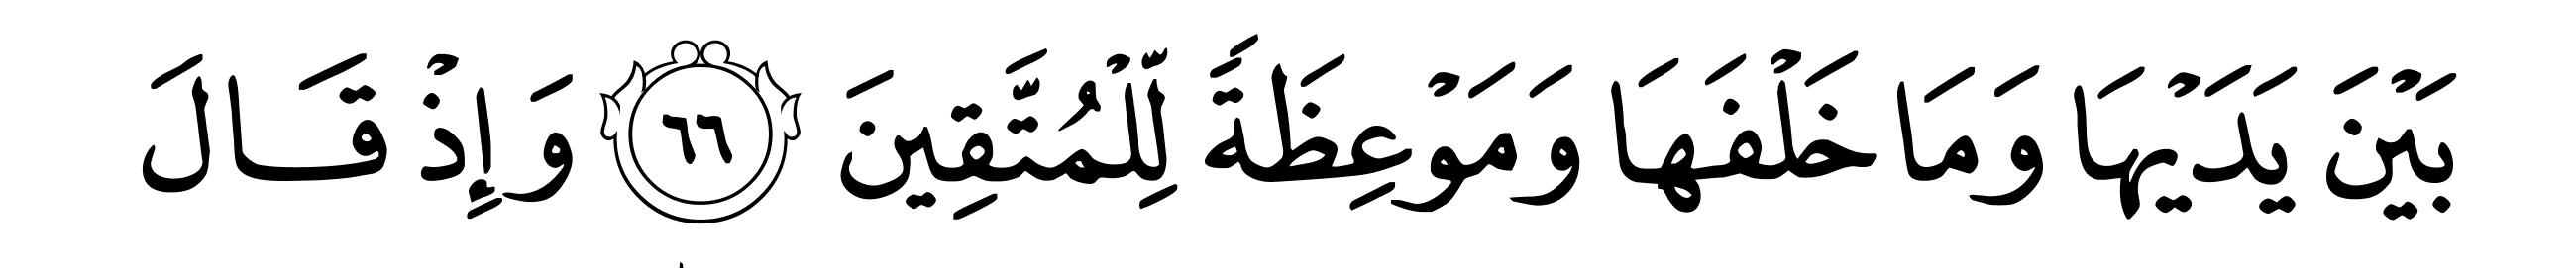 بَيْنَ يَدَيْهَا وَمَا خَلْفَهَا وَمَوْعِظَةً لِّلْمُتَّقِينَ ٦٦ وَإِذْ قَالَ